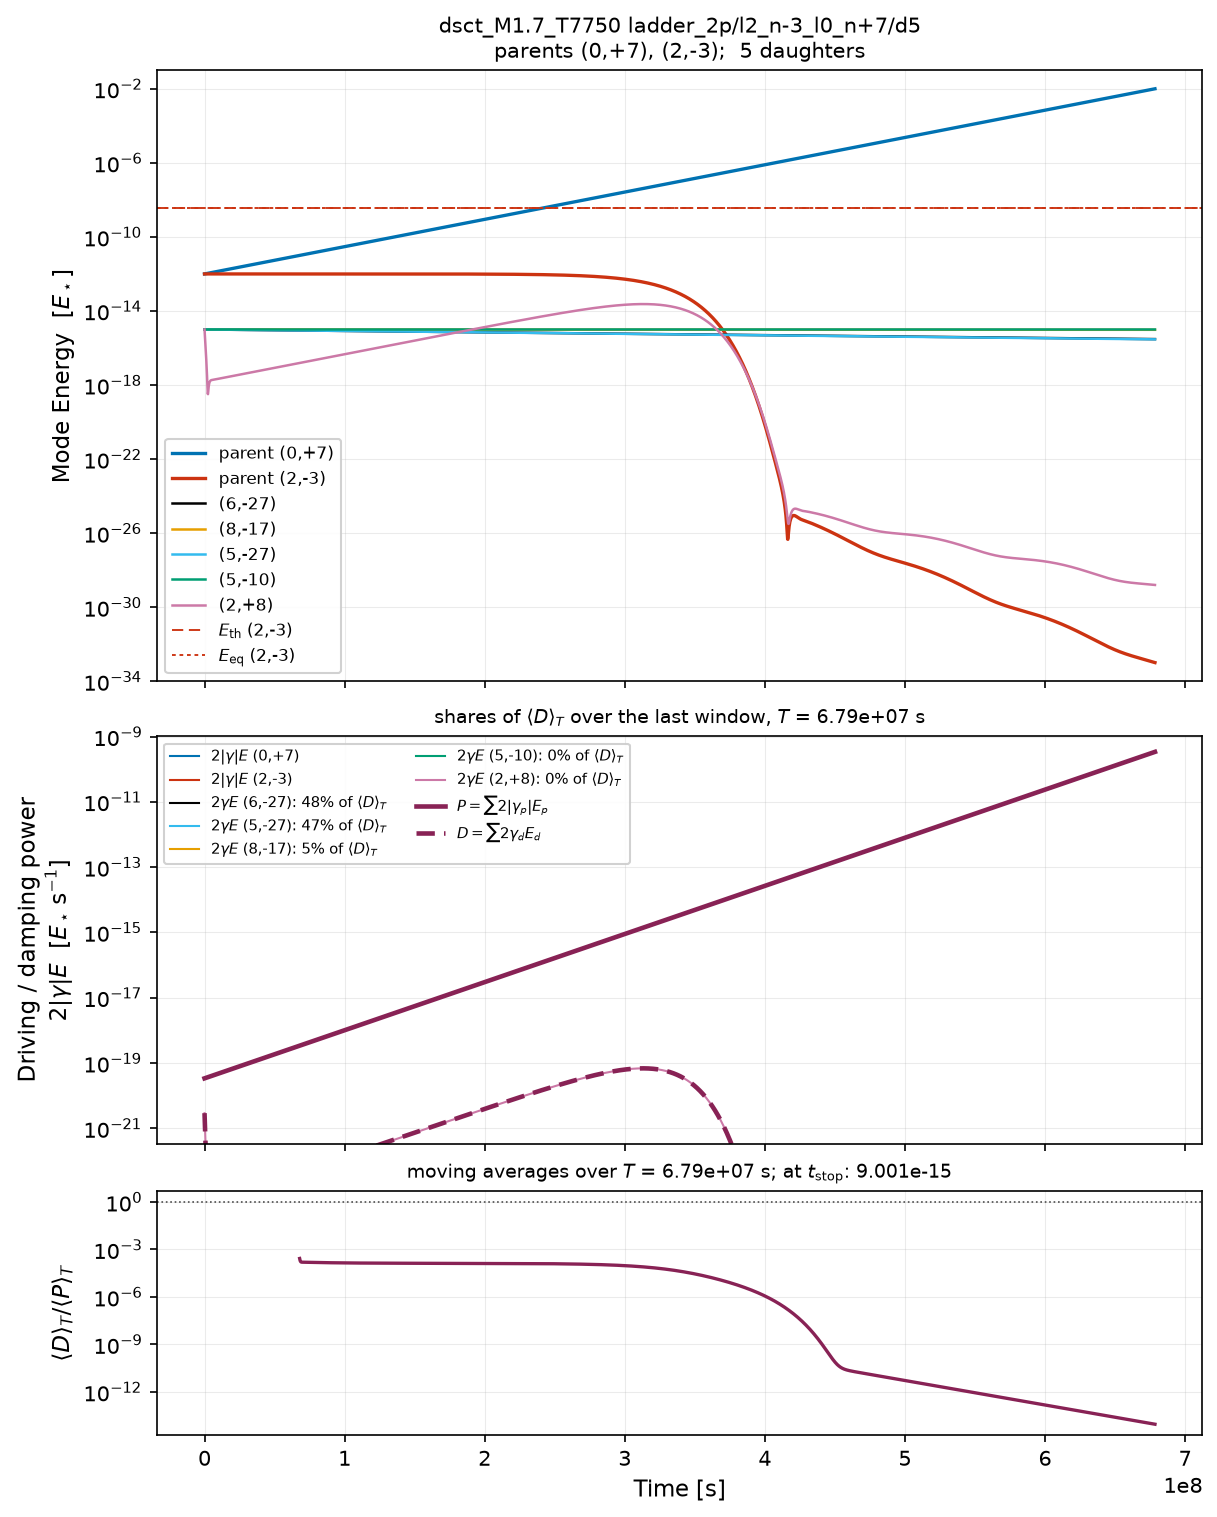 dsct_M1.7_T7750 ladder_2p/l2_n-3_l0_n+7/d5
parents (0,+7), (2,-3);  5 daughters
Mode Energy  [E⋆]
10⁻²
10⁻⁶
10⁻¹⁰
10⁻¹⁴
10⁻¹⁸
10⁻²²
10⁻²⁶
10⁻³⁰
10⁻³⁴
parent (0,+7)
parent (2,-3)
(6,-27)
(8,-17)
(5,-27)
(5,-10)
(2,+8)
E_th (2,-3)
E_eq (2,-3)
shares of ⟨D⟩_T over the last window, T = 6.79e+07 s
Driving / damping power
2|γ|E  [E⋆ s⁻¹]
10⁻⁹
10⁻¹¹
10⁻¹³
10⁻¹⁵
10⁻¹⁷
10⁻¹⁹
10⁻²¹
2|γ|E (0,+7)
2|γ|E (2,-3)
2γE (6,-27): 48% of ⟨D⟩_T
2γE (5,-27): 47% of ⟨D⟩_T
2γE (8,-17): 5% of ⟨D⟩_T
2γE (5,-10): 0% of ⟨D⟩_T
2γE (2,+8): 0% of ⟨D⟩_T
P = ∑2|γ_p|E_p
D = ∑2γ_dE_d
moving averages over T = 6.79e+07 s; at t_stop: 9.001e-15
⟨D⟩_T/⟨P⟩_T
10⁰
10⁻³
10⁻⁶
10⁻⁹
10⁻¹²
0 1 2 3 4 5 6 7
1e8
Time [s]